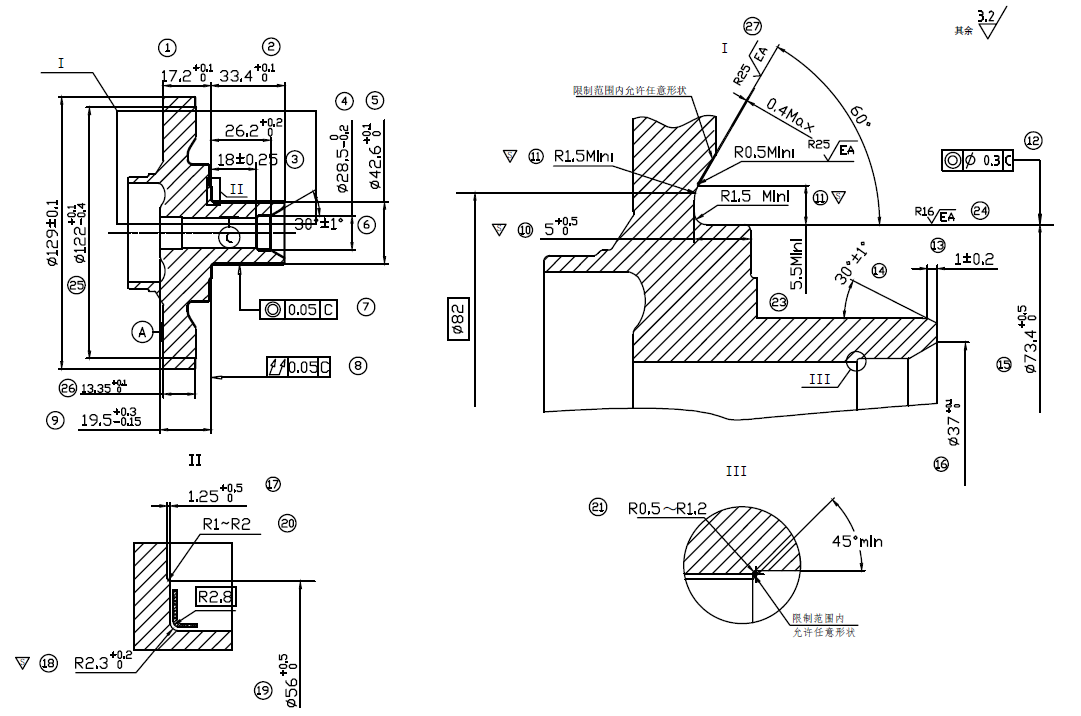 3.2
其余
I
1
2
17.2 +0.1 0
33.4 +0.1 0
26.2 +0.2 0
18±0.25
3
4
5
Ø28.5 0 -0.2
Ø42.6 +0.1 0
II
30°±1°
6
C
Ø129±0.1
Ø122 +0.1 -0.4
25
◎ 0.05 C
7
A
0.05 C
8
26
13.35 +0.1 0
9
19.5 +0.3 -0.15
I
27
R25 EA
限制范围内允许任意形状
0.4Max
60°
R25 EA
S 11 R1.5Mini
R0.5Mini
R1.5 Mini 11 S
12
◎ Ø 0.3 C
R16 EA 24
S 10 5 +0.5
5.5Mini
30°±1°
14
13
1±0.2
23
Ø82
III
Ø73.4 +0.5 0
15
Ø37 +0.1 0
16
II
17
1.25 +0.5 0
R1~R2 20
R2.8
S 18 R2.3 +0.2 0
19
Ø56 +0.5 0
III
21 R0.5~R1.2
45°min
限制范围内
允许任意形状